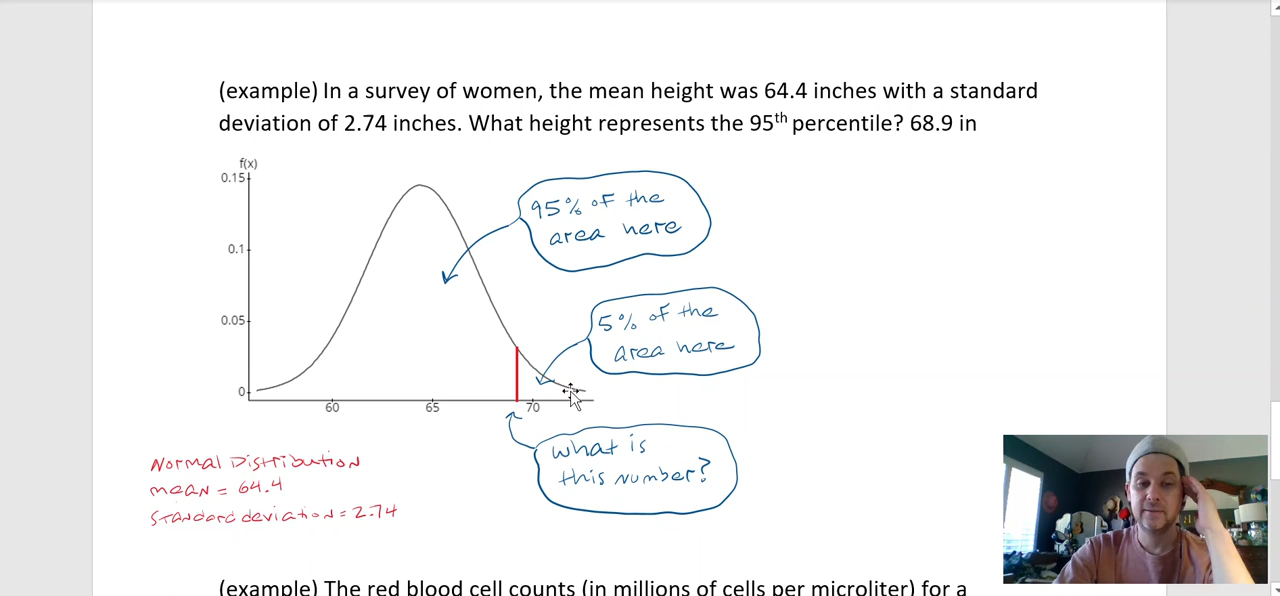 (example) In a survey of women, the mean height was 64.4 inches with a standard
deviation of 2.74 inches. What height represents the 95th percentile? 68.9 in
f(x)
0.15
0.1
0.05
0
60
65
70
95% of the
area here
5% of the
area here
what is
this number?
Normal Distribution
mean = 64.4
Standard deviation = 2.74
(example) The red blood cell counts (in millions of cells per microliter) for a